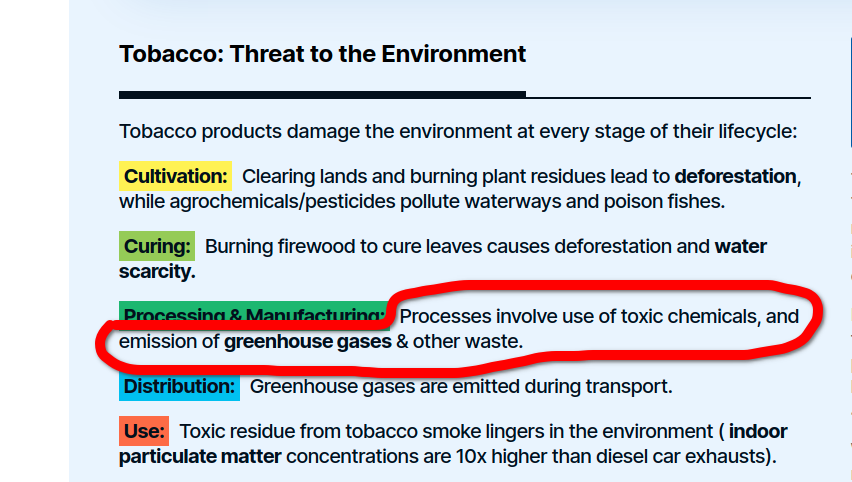 Tobacco: Threat to the Environment
Tobacco products damage the environment at every stage of their lifecycle:
Cultivation: Clearing lands and burning plant residues lead to deforestation,
while agrochemicals/pesticides pollute waterways and poison fishes.
Curing: Burning firewood to cure leaves causes deforestation and water
scarcity.
Processing & Manufacturing: Processes involve use of toxic chemicals, and
emission of greenhouse gases & other waste.
Distribution: Greenhouse gases are emitted during transport.
Use: Toxic residue from tobacco smoke lingers in the environment ( indoor
particulate matter concentrations are 10x higher than diesel car exhausts).